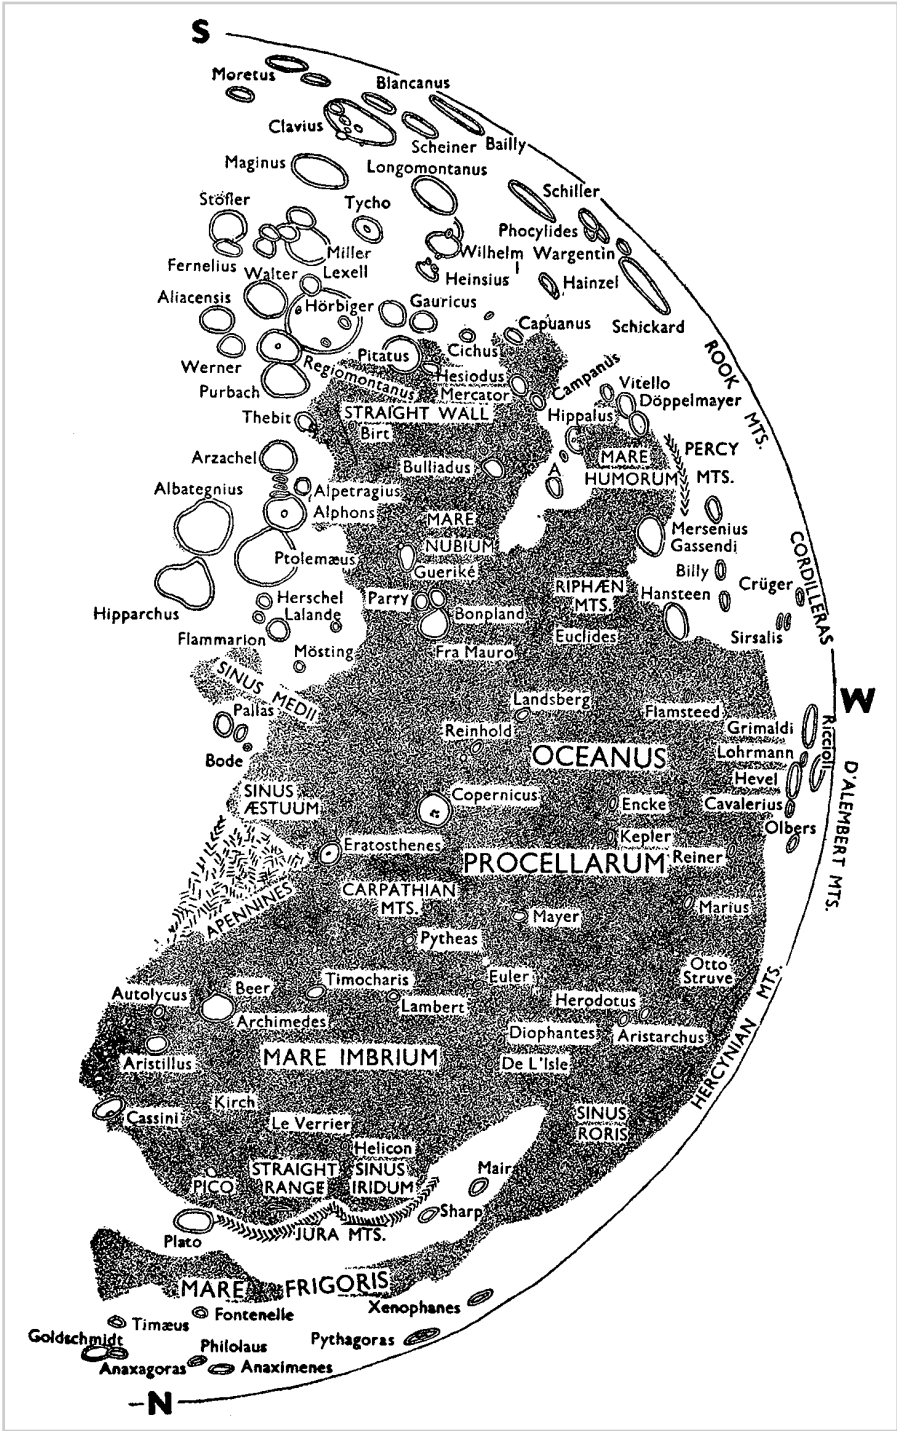 S
Moretus
Blancanus
Clavius
Scheiner
Bailly
Maginus
Longomontanus
Schiller
Stöfler
Tycho
Phocylides
Miller
Wilhelm
I
Wargentin
Fernelius
Walter
Lexell
Heinsius
Hainzel
Aliacensis
Hörbiger
Gauricus
Capuanus
Schickard
ROOK MTS.
Werner
Regiomontanus
Pitatus
Cichus
Hesiodus
Campanus
Vitello
Purbach
Mercator
Döppelmayer
Thebit
STRAIGHT WALL
Hippalus
Birt
Arzachel
Bulliadus
A
MARE
HUMORUM
PERCY
MTS.
Albategnius
Alpetragius
Alphons
MARE
NUBIUM
Mersenius
Gassendi
Ptolemæus
Gueriké
Billy
CORDILLERAS
Hipparchus
Herschel
Lalande
Parry
RIPHÆN
MTS.
Hansteen
Crüger
Bonpland
Flammarion
Euclides
Sirsalis
Mösting
Fra Mauro
SINUS MEDII
W
Pallas
Landsberg
Flamsteed
Grimaldi
Riccioli
Reinhold
Lohrmann
Bode
OCEANUS
Hevel
D'ALEMBERT MTS.
SINUS
ÆSTUUM
Copernicus
Encke
Cavalerius
Olbers
Eratosthenes
Kepler
PROCELLARUM
Reiner
APENNINES
CARPATHIAN
MTS.
Mayer
Marius
Pytheas
Otto
Struve
Autolycus
Beer
Timocharis
Euler
Herodotus
HERCYNIAN MTS.
Archimedes
Lambert
Diophantes
Aristarchus
Aristillus
MARE IMBRIUM
De L'Isle
Cassini
Kirch
Le Verrier
SINUS
RORIS
Helicon
PICO
STRAIGHT
RANGE
SINUS
IRIDUM
Mair
Sharp
Plato
JURA MTS.
MARE FRIGORIS
Xenophanes
Timæus
Fontenelle
Goldschmidt
Philolaus
Pythagoras
Anaxagoras
Anaximenes
N